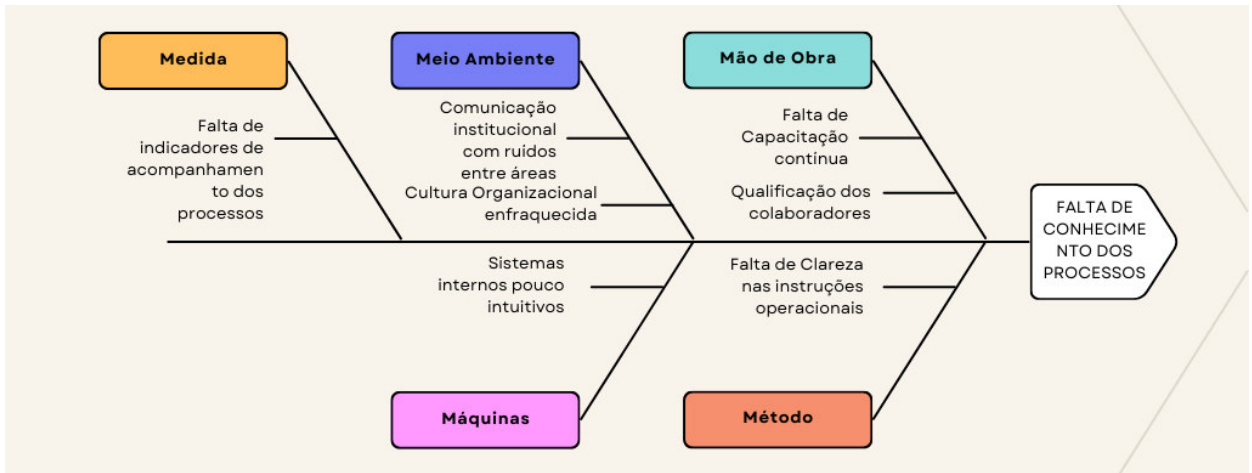 Medida
Falta de
indicadores de
acompanhamen
to dos
processos
Meio Ambiente
Comunicação
institucional
com ruídos
entre áreas
Cultura Organizacional
enfraquecida
Mão de Obra
Falta de
Capacitação
contínua
Qualificação dos
colaboradores
FALTA DE
CONHECIME
NTO DOS
PROCESSOS
Sistemas
internos pouco
intuitivos
Máquinas
Falta de Clareza
nas instruções
operacionais
Método